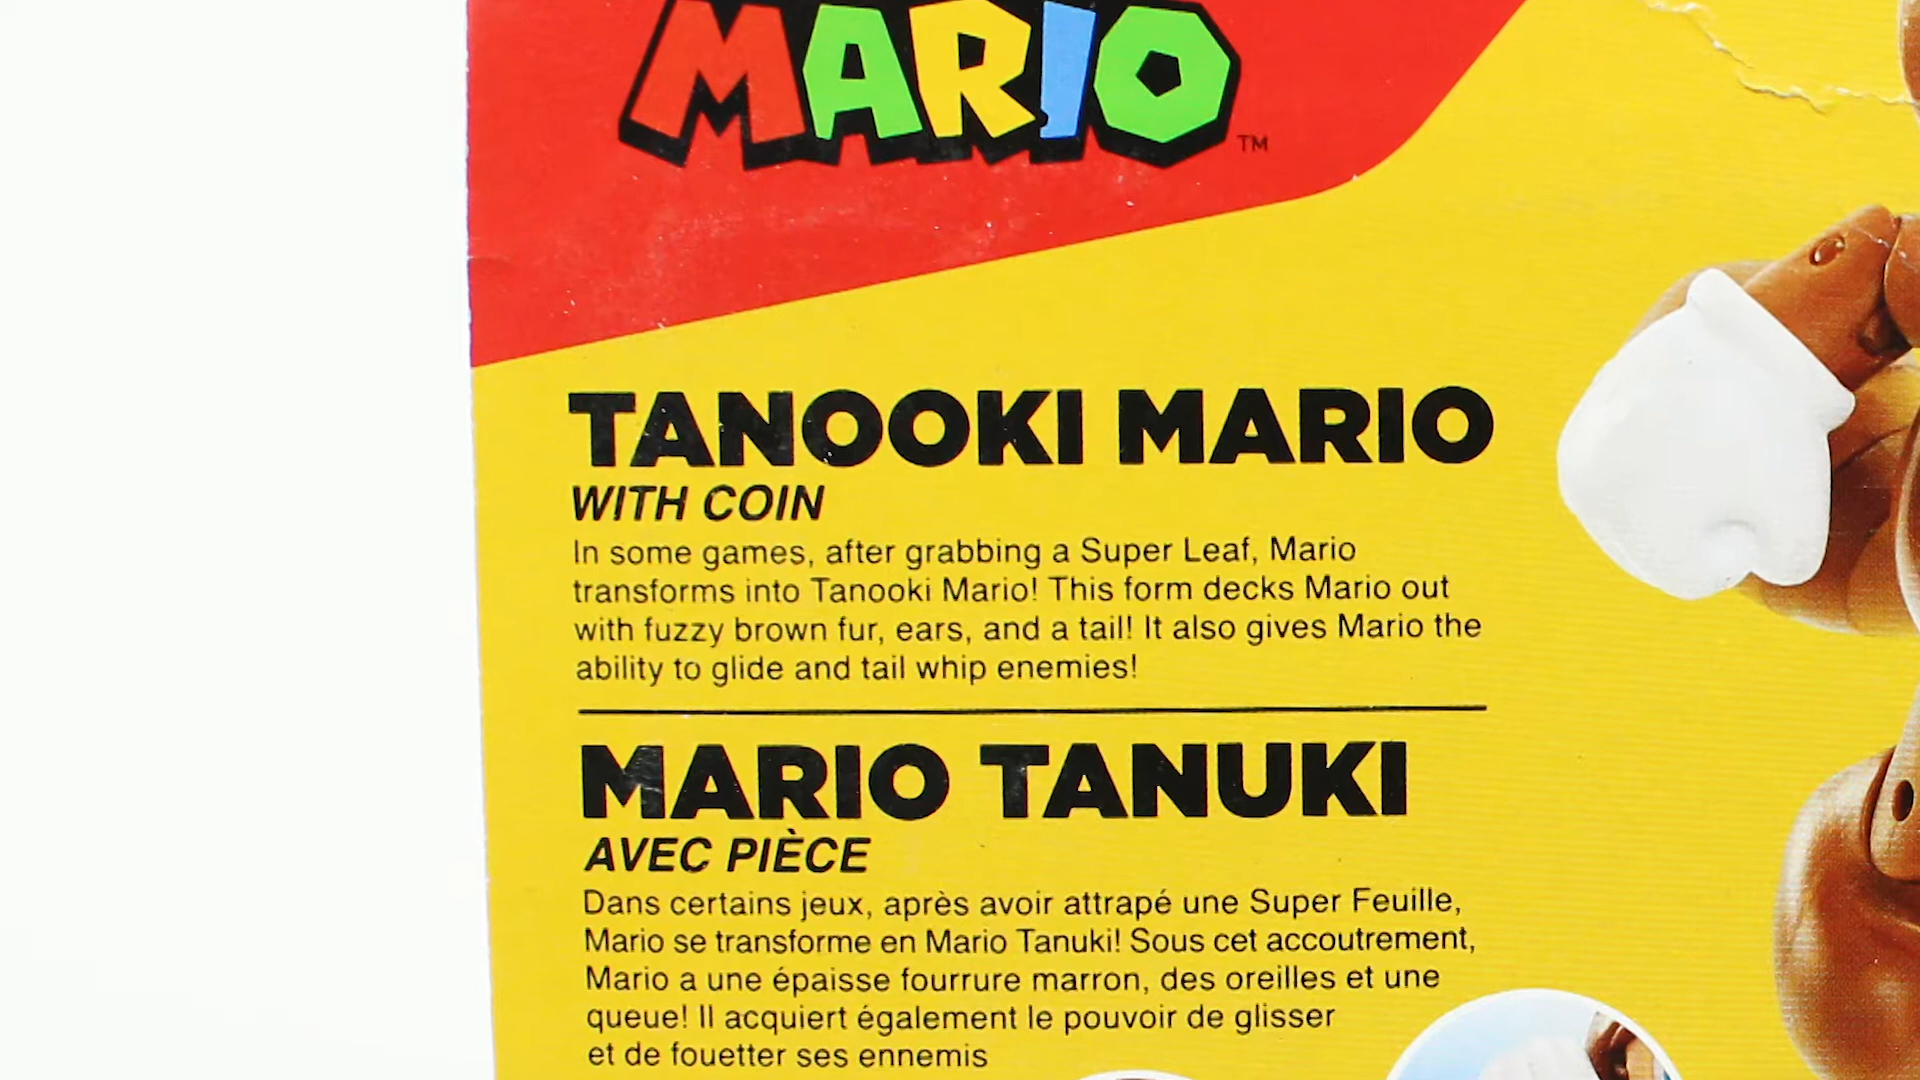 MARIO™
TANOOKI MARIO
WITH COIN
In some games, after grabbing a Super Leaf, Mario
transforms into Tanooki Mario! This form decks Mario out
with fuzzy brown fur, ears, and a tail! It also gives Mario the
ability to glide and tail whip enemies!
MARIO TANUKI
AVEC PIÈCE
Dans certains jeux, après avoir attrapé une Super Feuille,
Mario se transforme en Mario Tanuki! Sous cet accoutrement,
Mario a une épaisse fourrure marron, des oreilles et une
queue! Il acquiert également le pouvoir de glisser
et de fouetter ses ennemis